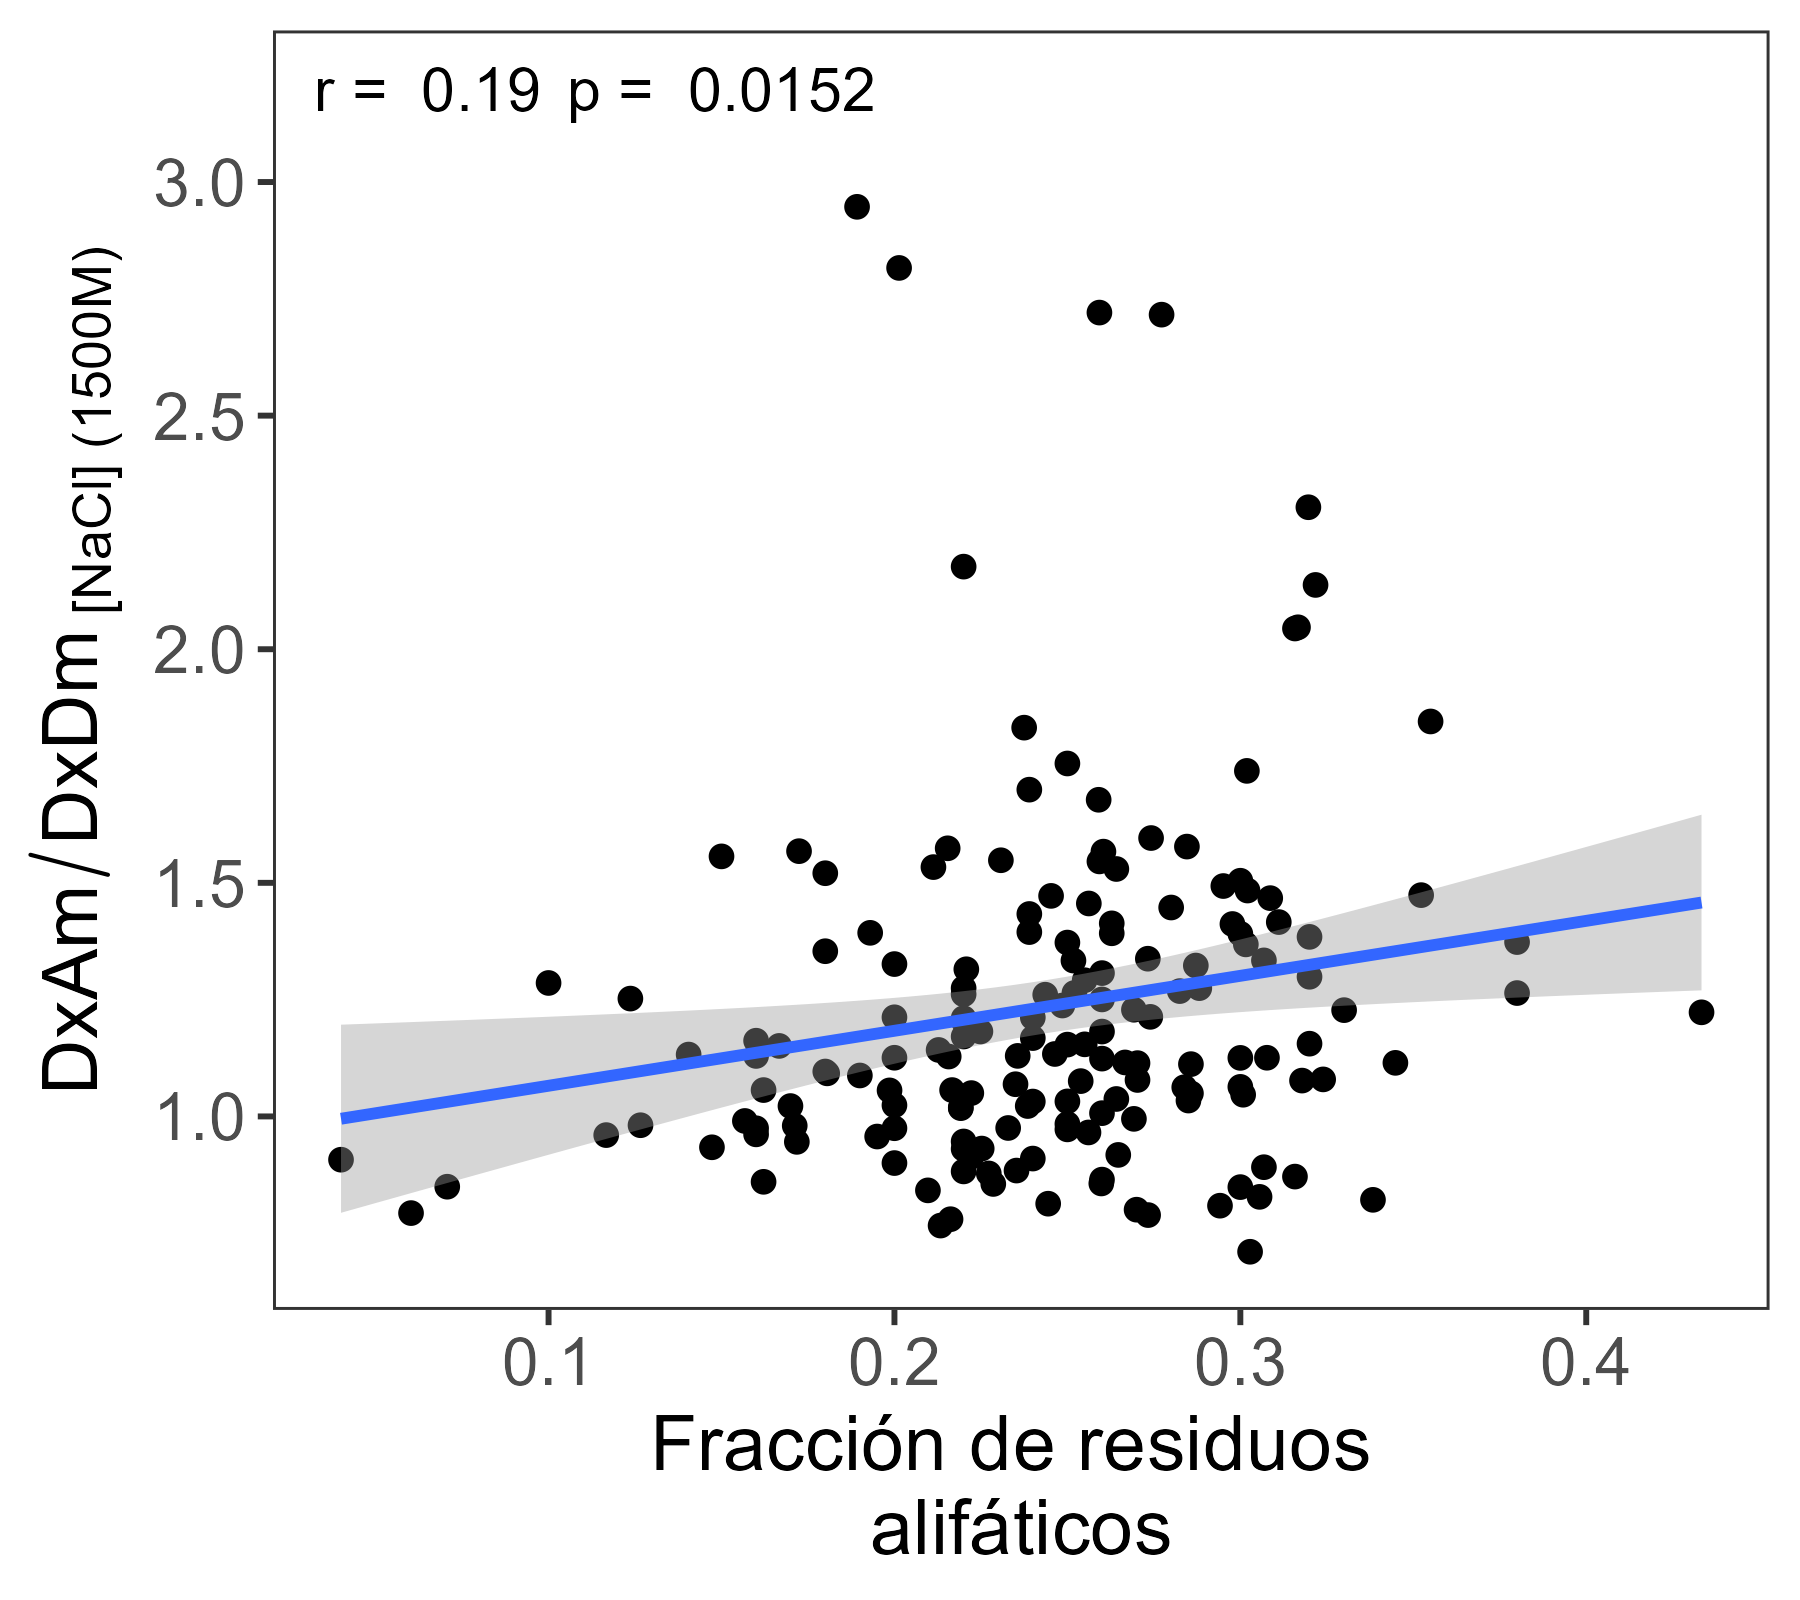 r = 0.19 p = 0.0152
DxAm/DxDm [NaCl] (1500M)
3.0
2.5
2.0
1.5
1.0
0.1 0.2 0.3 0.4
Fracción de residuos
alifáticos